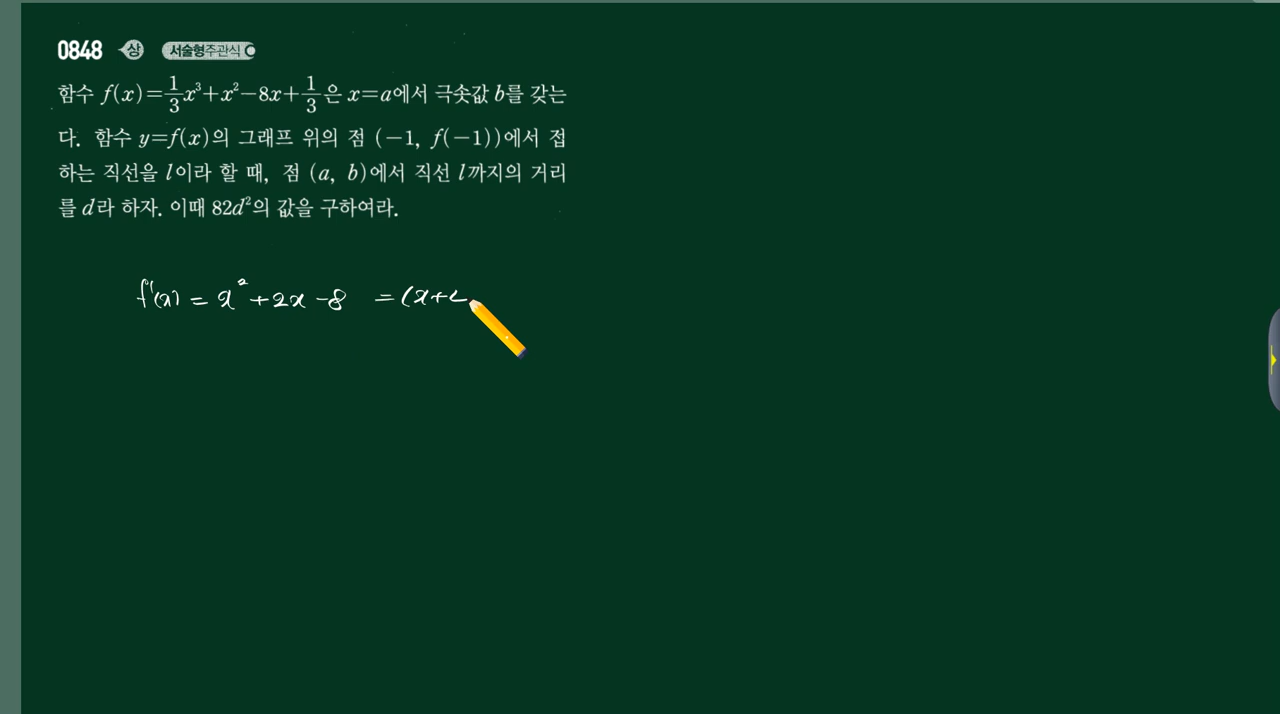 0848 상 서술형주관식
함수 f(x)=\frac{1}{3}x³+x²-8x+\frac{1}{3}은 x=a에서 극솟값 b를 갖는
다. 함수 y=f(x)의 그래프 위의 점 (-1, f(-1))에서 접
하는 직선을 l이라 할 때, 점 (a, b)에서 직선 l까지의 거리
를 d라 하자. 이때 82d²의 값을 구하여라.
f'(x) = x² +2x -8 = (x+